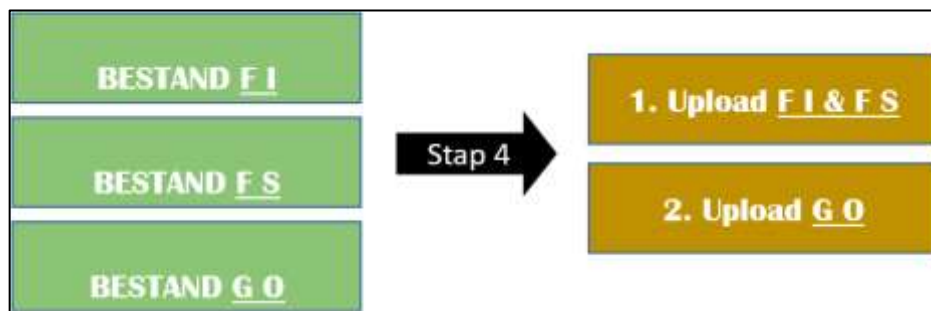 BESTAND F I
BESTAND F S
BESTAND G O
Stap 4
1. Upload F I & F S
2. Upload G O